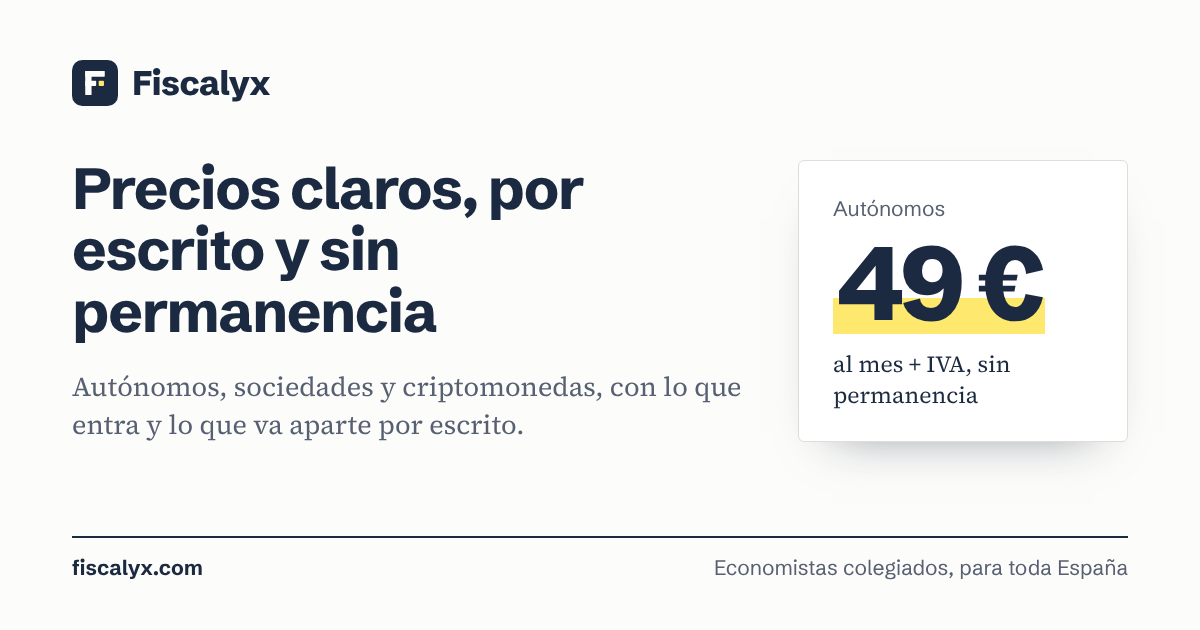 Fiscalyx
Precios claros, por
escrito y sin
permanencia
Autónomos, sociedades y criptomonedas, con lo que
entra y lo que va aparte por escrito.
Autónomos
49 €
al mes + IVA, sin
permanencia
fiscalyx.com
Economistas colegiados, para toda España